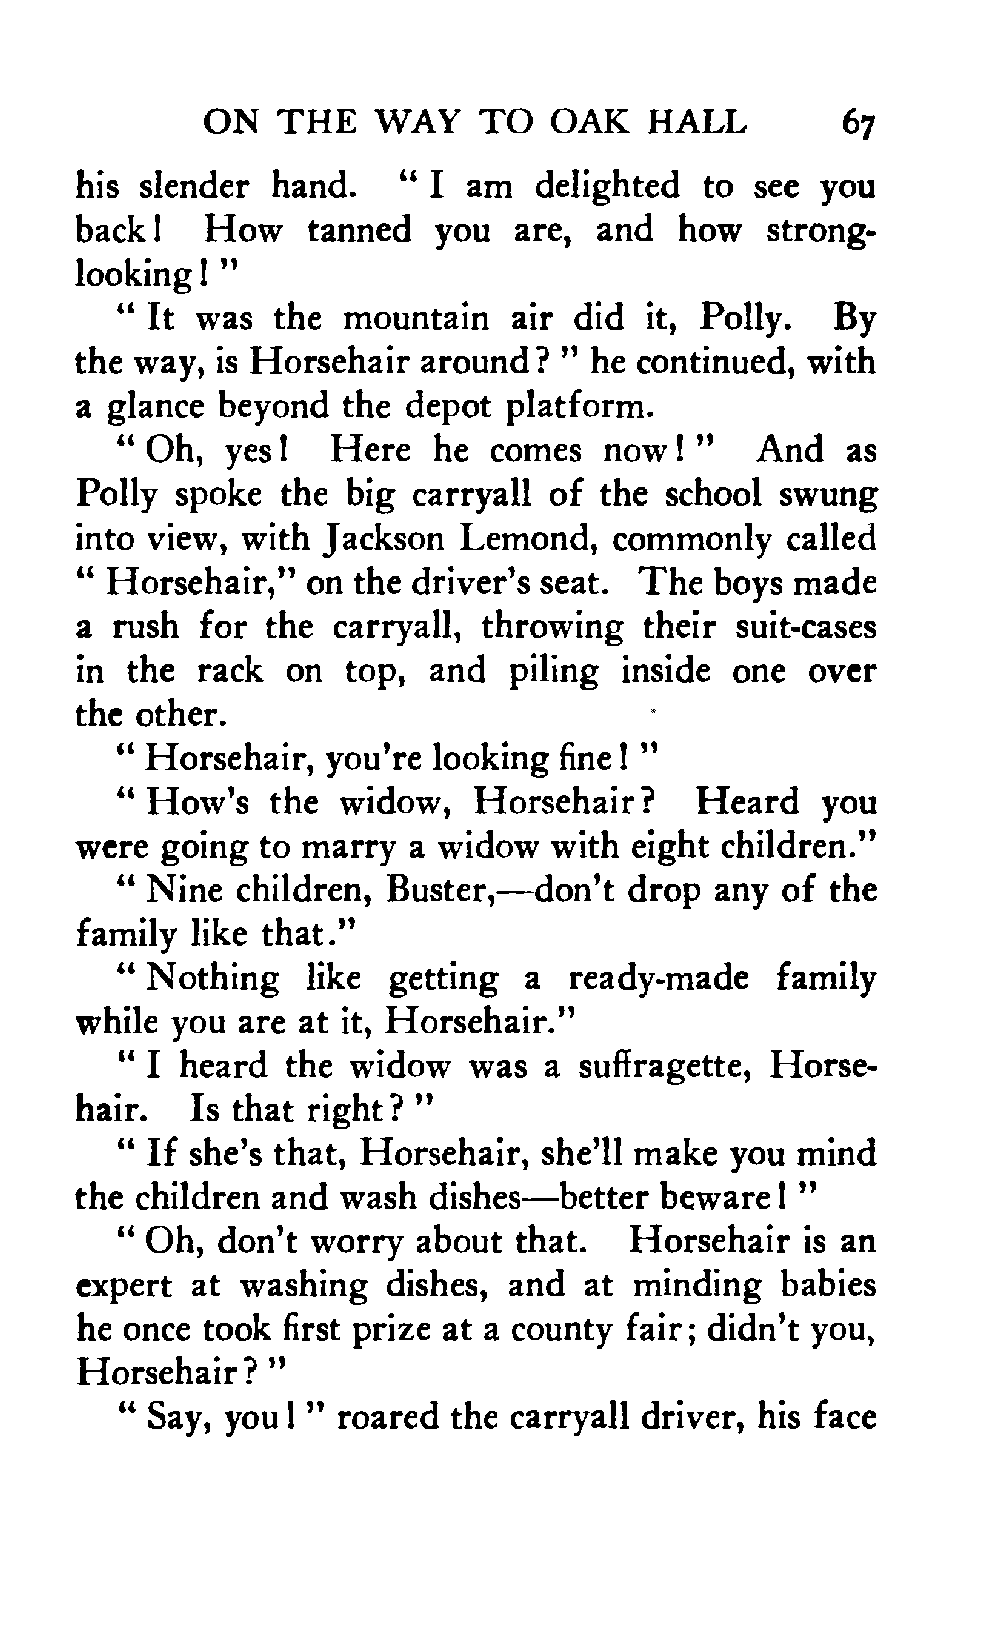 ON THE WAY TO OAK HALL 67
his slender hand. “ I am delighted to see you
back! How tanned you are, and how strong-
looking! ”
“ It was the mountain air did it, Polly. By
the way, is Horsehair around? ” he continued, with
a glance beyond the depot platform.
“ Oh, yes! Here he comes now! ” And as
Polly spoke the big carryall of the school swung
into view, with Jackson Lemond, commonly called
“ Horsehair,” on the driver’s seat. The boys made
a rush for the carryall, throwing their suit-cases
in the rack on top, and piling inside one over
the other.
“ Horsehair, you’re looking fine! ”
“ How’s the widow, Horsehair? Heard you
were going to marry a widow with eight children.”
“ Nine children, Buster,—don’t drop any of the
family like that.”
“ Nothing like getting a ready-made family
while you are at it, Horsehair.”
“ I heard the widow was a suffragette, Horse-
hair. Is that right? ”
“ If she’s that, Horsehair, she’ll make you mind
the children and wash dishes—better beware! ”
“ Oh, don’t worry about that. Horsehair is an
expert at washing dishes, and at minding babies
he once took first prize at a county fair; didn’t you,
Horsehair? ”
“ Say, you! ” roared the carryall driver, his face